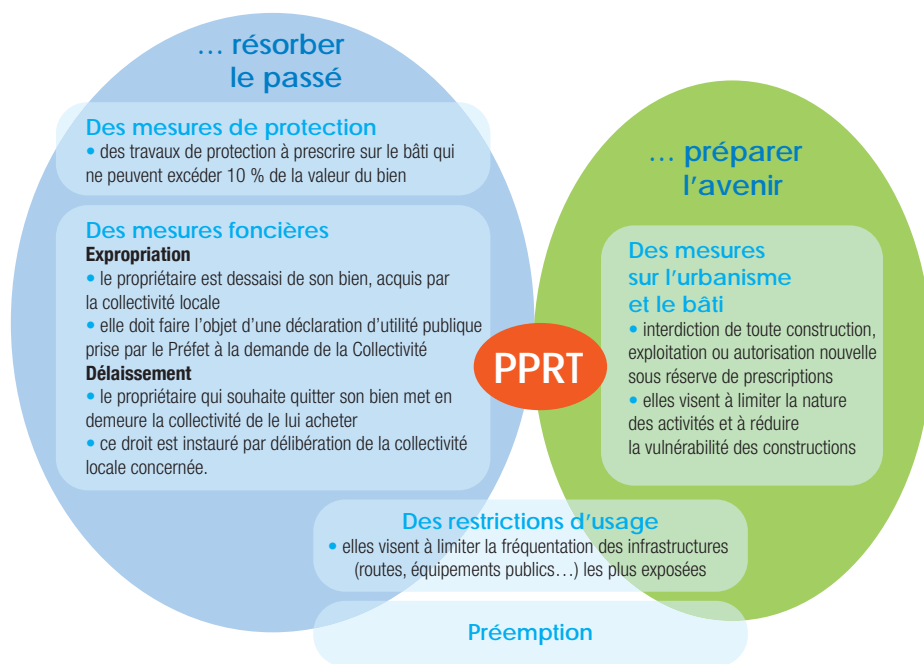 … résorber
le passé
Des mesures de protection
• des travaux de protection à prescrire sur le bâti qui
ne peuvent excéder 10 % de la valeur du bien
Des mesures foncières
Expropriation
• le propriétaire est dessaisi de son bien, acquis par
la collectivité locale
• elle doit faire l’objet d’une déclaration d’utilité publique
prise par le Préfet à la demande de la Collectivité
Délaissement
• le propriétaire qui souhaite quitter son bien met en
demeure la collectivité de le lui acheter
• ce droit est instauré par délibération de la collectivité
locale concernée.
PPRT
… préparer
l’avenir
Des mesures
sur l’urbanisme
et le bâti
• interdiction de toute construction,
exploitation ou autorisation nouvelle
sous réserve de prescriptions
• elles visent à limiter la nature
des activités et à réduire
la vulnérabilité des constructions
Des restrictions d’usage
• elles visent à limiter la fréquentation des infrastructures
(routes, équipements publics…) les plus exposées
Préemption